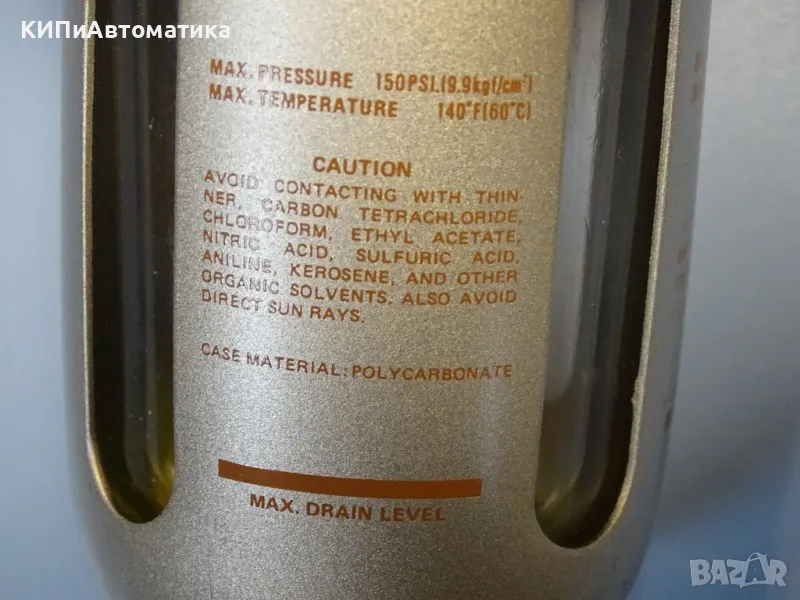 КИПиАвтоматика
MAX. PRESSURE 150PSI.(9.9kgf/cm²)
MAX. TEMPERATURE 140°F(60°C)
CAUTION
AVOID CONTACTING WITH THIN-
NER, CARBON TETRACHLORIDE,
CHLOROFORM, ETHYL ACETATE,
NITRIC ACID, SULFURIC ACID,
ANILINE, KEROSENE, AND OTHER
ORGANIC SOLVENTS. ALSO AVOID
DIRECT SUN RAYS.
CASE MATERIAL: POLYCARBONATE
MAX. DRAIN LEVEL
BAZAR